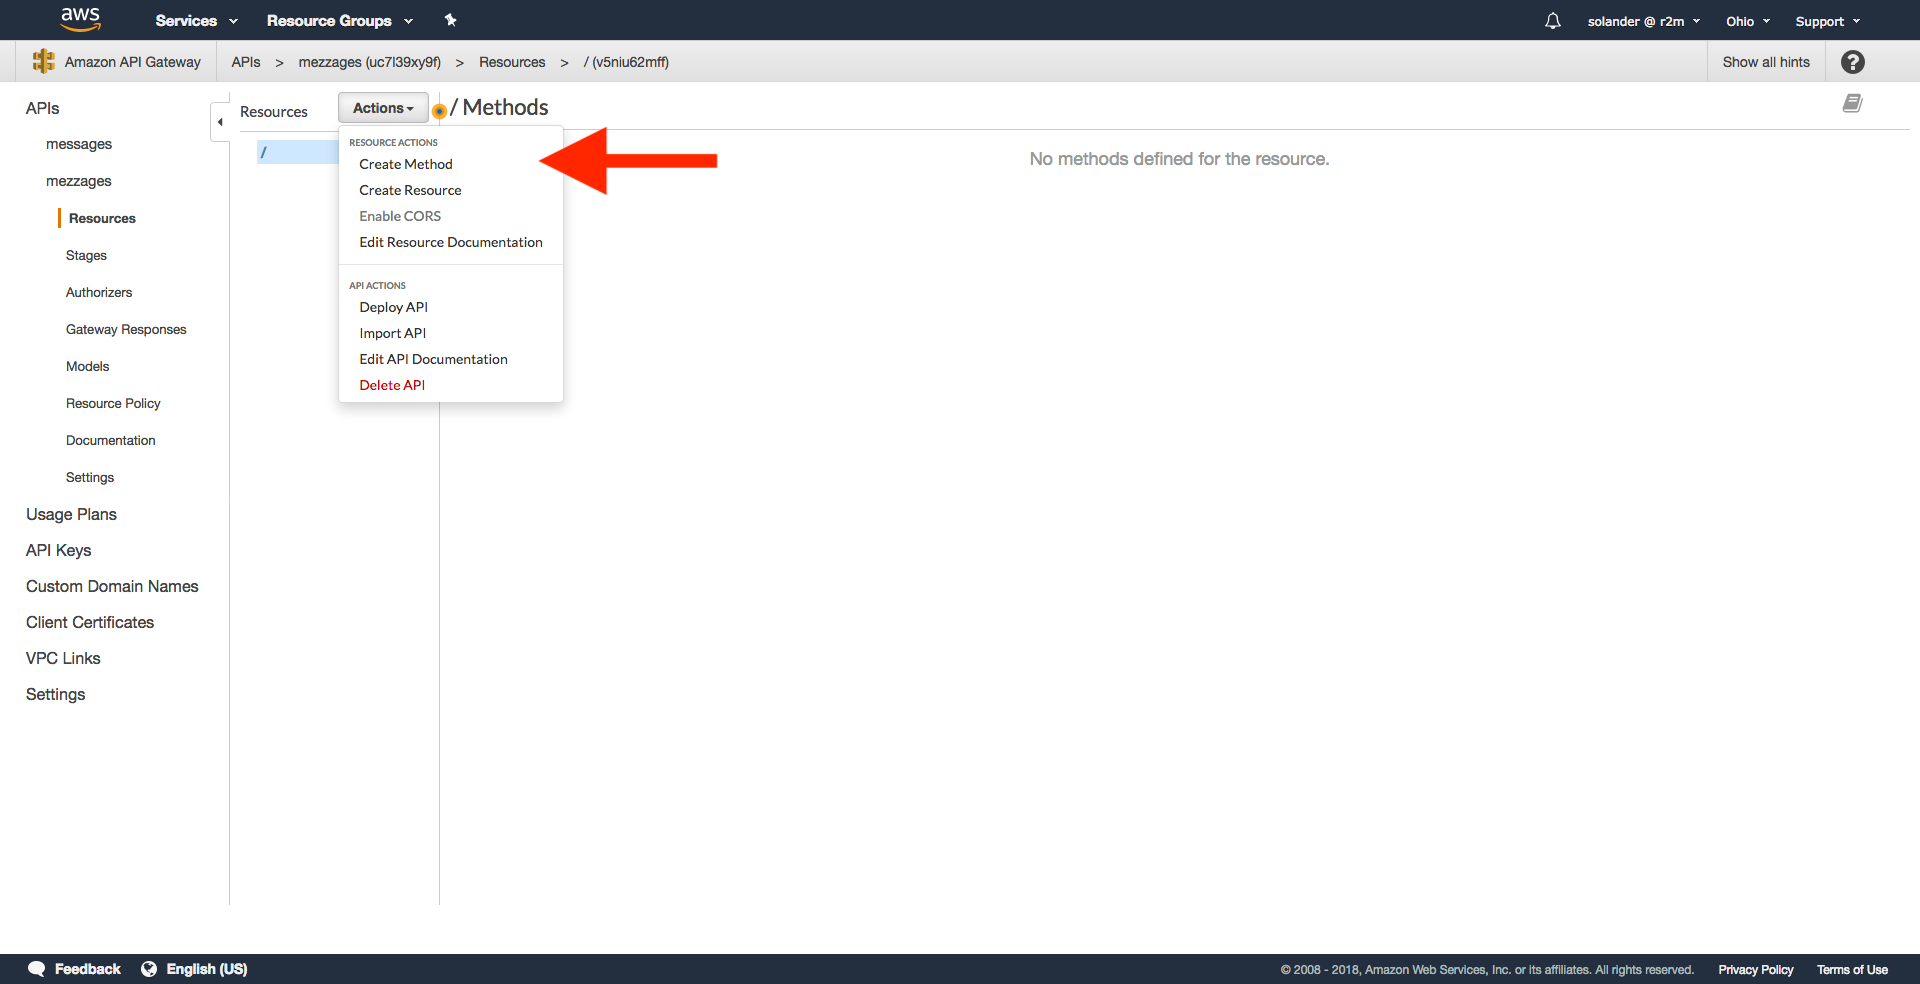 aws Services Resource Groups solander @ r2m Ohio Support
Amazon API Gateway APIs > mezzages (uc7l39xy9f) > Resources > / (v5niu62mff) Show all hints ?
APIs
messages
mezzages
Resources
Stages
Authorizers
Gateway Responses
Models
Resource Policy
Documentation
Settings
Usage Plans
API Keys
Custom Domain Names
Client Certificates
VPC Links
Settings
Resources Actions
/
RESOURCE ACTIONS
Create Method
Create Resource
Enable CORS
Edit Resource Documentation
API ACTIONS
Deploy API
Import API
Edit API Documentation
Delete API
/ Methods
No methods defined for the resource.
Feedback English (US) © 2008 - 2018, Amazon Web Services, Inc. or its affiliates. All rights reserved. Privacy Policy Terms of Use